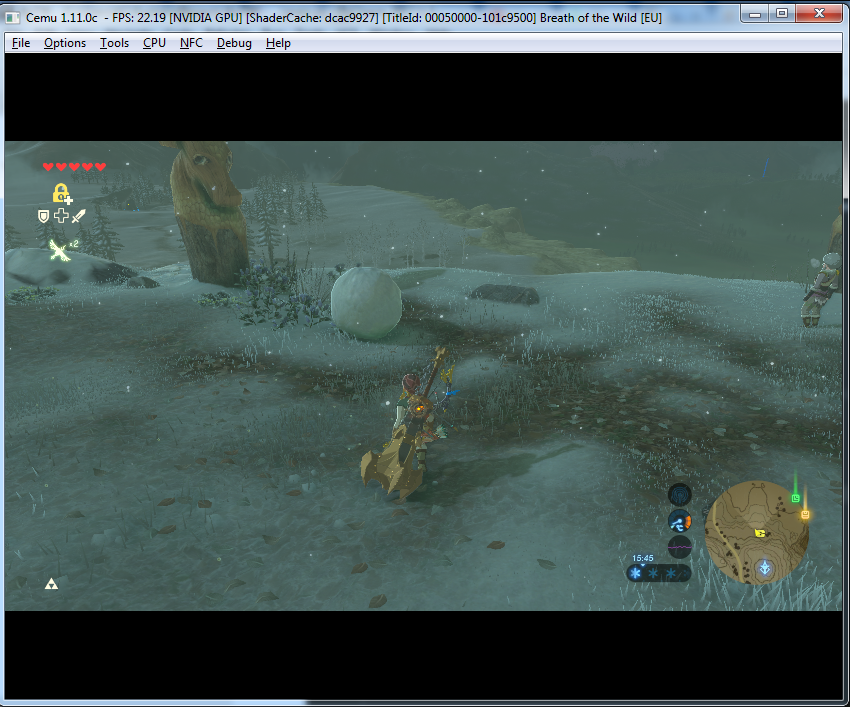 Cemu 1.11.0c - FPS: 22.19 [NVIDIA GPU] [ShaderCache: dcac9927] [TitleId: 00050000-101c9500] Breath of the Wild [EU]
File Options Tools CPU NFC Debug Help
×2
15:45